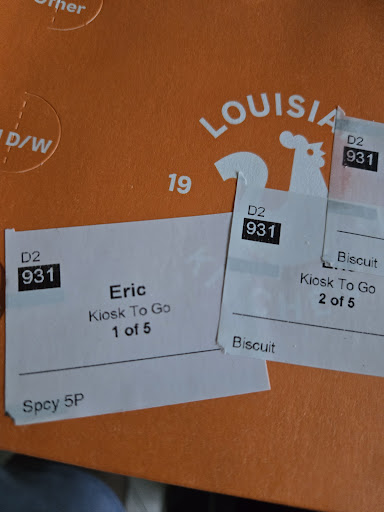 Other
D/W
LOUISIA
19
D2
931
Eric
Kiosk To Go
1 of 5
Spcy 5P
D2
931
Kiosk To Go
2 of 5
Biscuit
D2
931
Biscuit